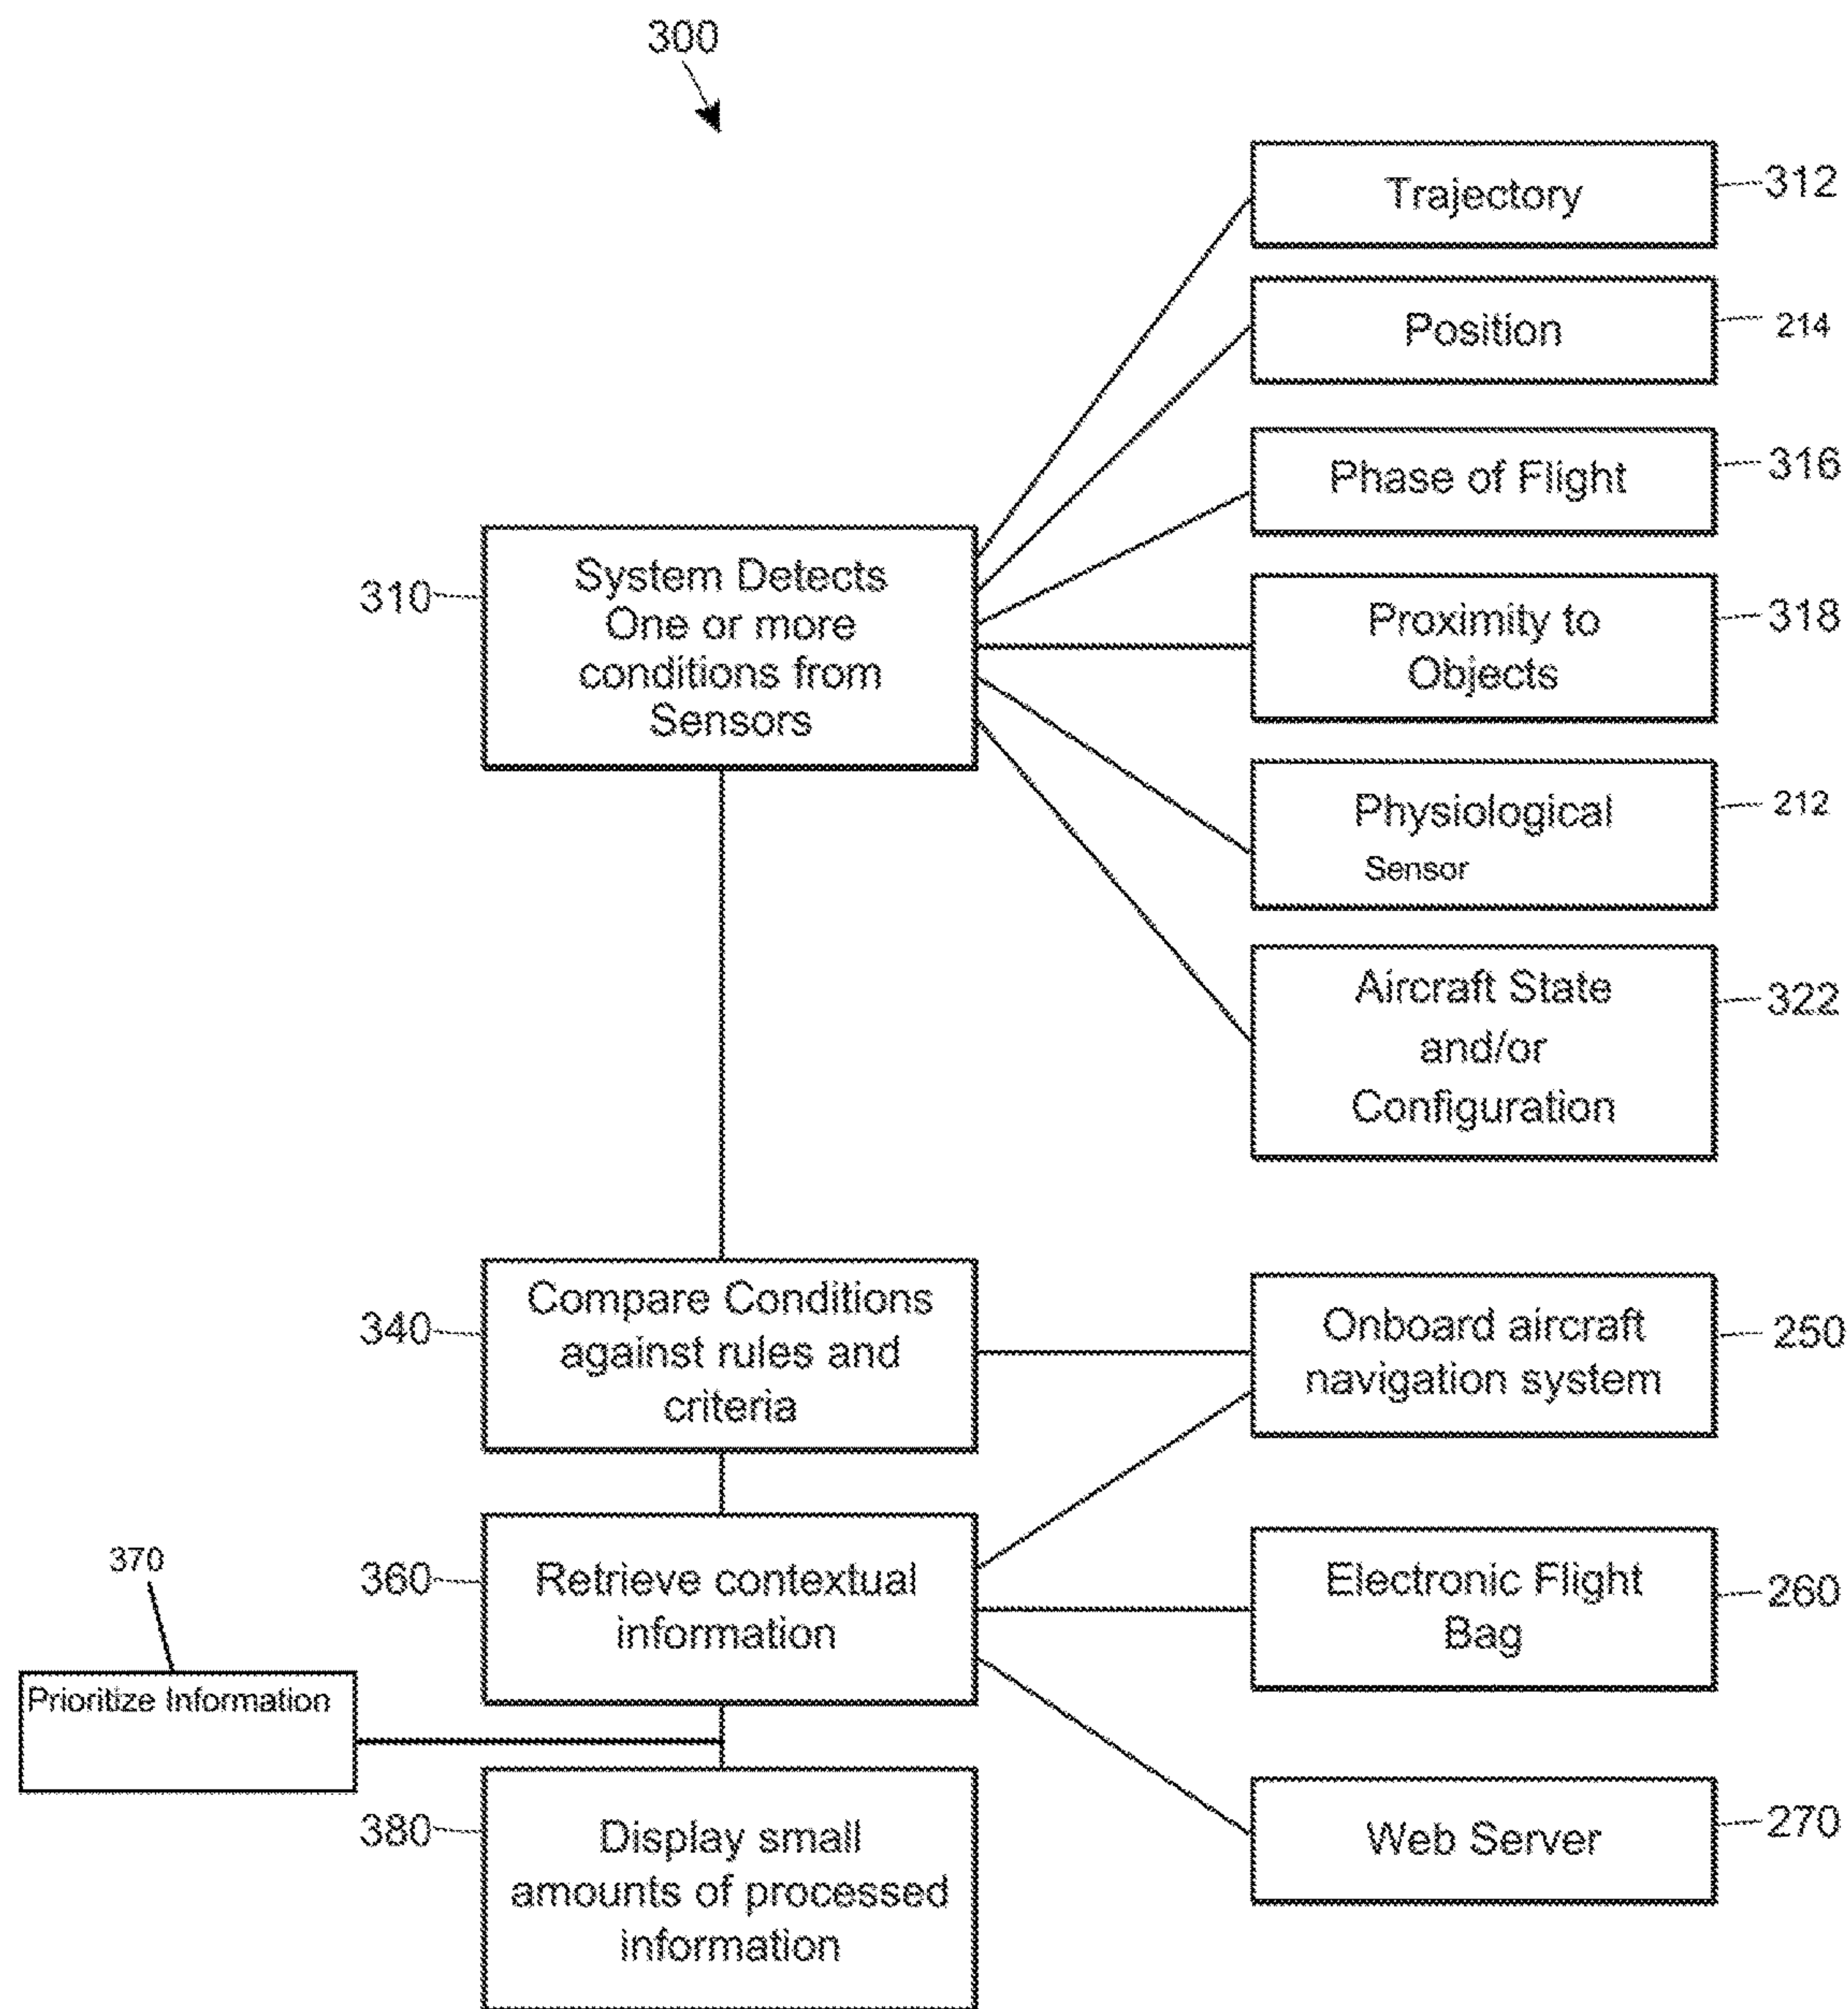 300
Trajectory
312
Position
214
Phase of Flight
316
310
System Detects
One or more
conditions from
Sensors
Proximity to
Objects
318
Physiological
Sensor
212
Aircraft State
and/or
Configuration
322
340
Compare Conditions
against rules and
criteria
Onboard aircraft
navigation system
250
360
Retrieve contextual
information
Electronic Flight
Bag
260
370
Prioritize Information
380
Display small
amounts of processed
information
Web Server
270